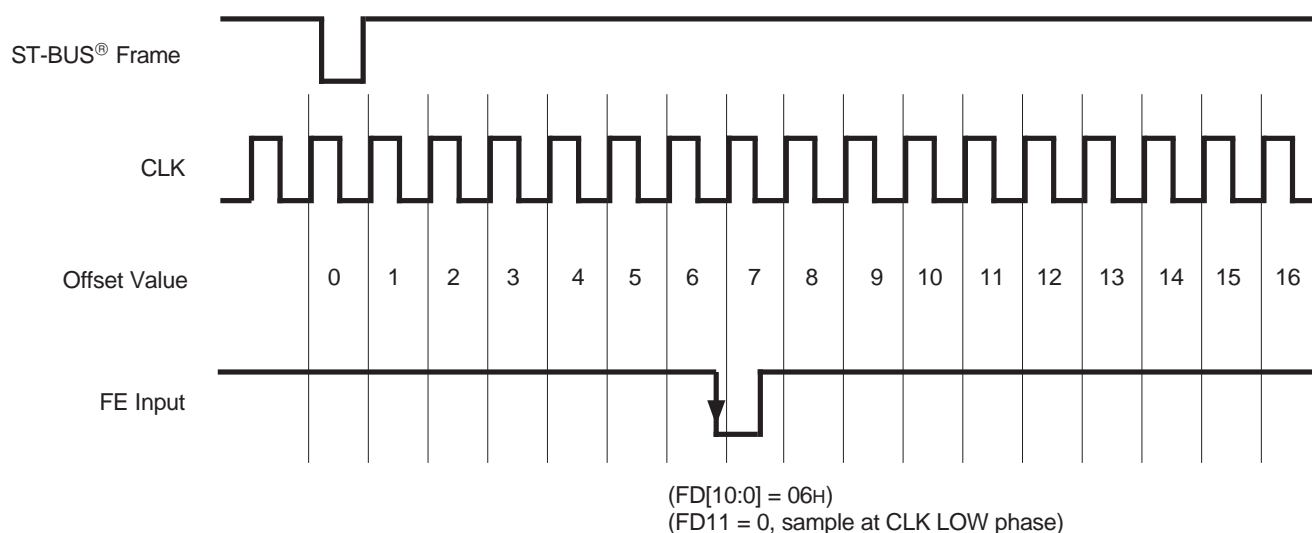 ST-BUS® Frame
CLK
Offset Value 0 1 2 3 4 5 6 7 8 9 10 11 12 13 14 15 16
FE Input
(FD[10:0] = 06H)
(FD11 = 0, sample at CLK LOW phase)